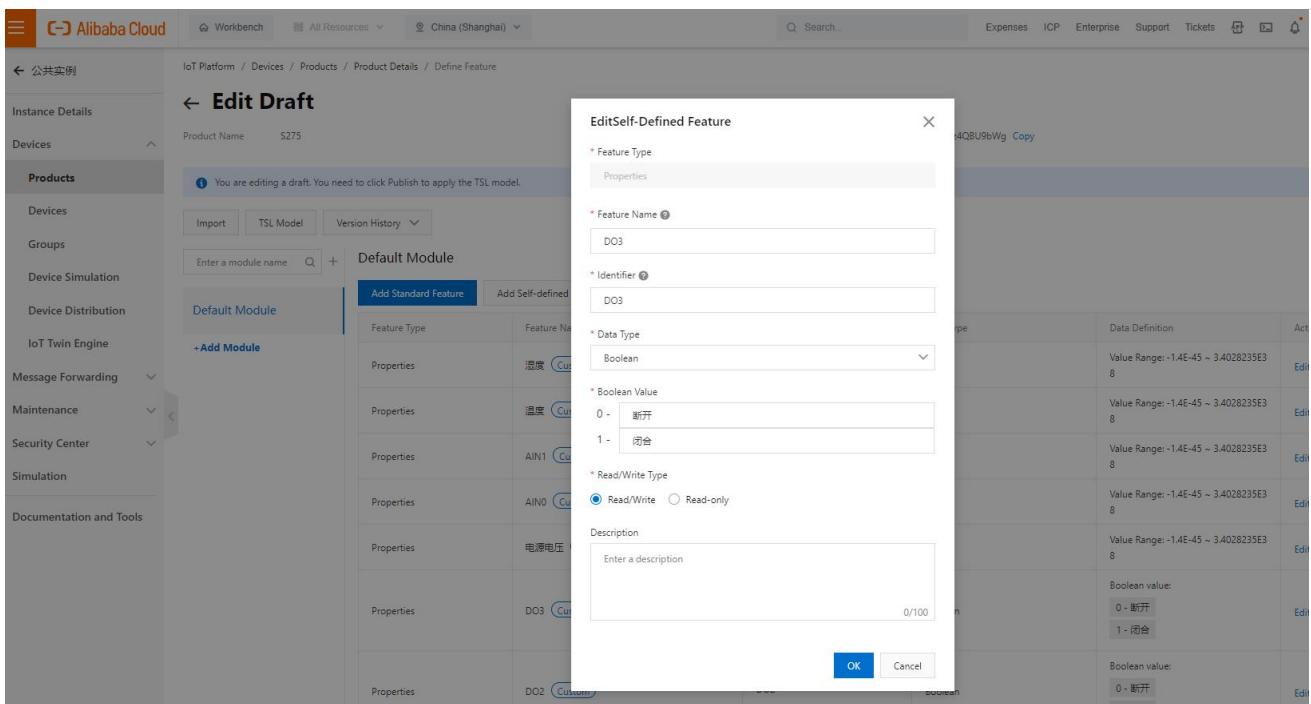 Alibaba Cloud
Workbench
All Resources
China (Shanghai)
Search...
Expenses ICP Enterprise Support Tickets
公共实例
IoT Platform / Devices / Products / Product Details / Define Feature
Edit Draft
Product Name S275
4QBU9bWg Copy
You are editing a draft. You need to click Publish to apply the TSL model.
Import TSL Model Version History
Enter a module name
Default Module
+Add Module
Instance Details
Devices
Products
Devices
Groups
Device Simulation
Device Distribution
IoT Twin Engine
Message Forwarding
Maintenance
Security Center
Simulation
Documentation and Tools
Default Module
Add Standard Feature Add Self-defined
Feature Type Feature Na Data Definition
Properties 湿度 Value Range: -1.4E-45 ~ 3.4028235E3
8 Edit
Properties 温度 Value Range: -1.4E-45 ~ 3.4028235E3
8 Edit
Properties AIN1 Value Range: -1.4E-45 ~ 3.4028235E3
8 Edit
Properties AIN0 Value Range: -1.4E-45 ~ 3.4028235E3
8 Edit
Properties 电源电压 Value Range: -1.4E-45 ~ 3.4028235E3
8 Edit
Properties DO3 Boolean value:
0 - 断开
1 - 闭合
Edit
Properties DO2 Custom Boolean Boolean value:
0 - 断开
Edit
EditSelf-Defined Feature
* Feature Type
Properties
* Feature Name
DO3
* Identifier
DO3
* Data Type
Boolean
* Boolean Value
0 - 断开
1 - 闭合
* Read/Write Type
Read/Write Read-only
Description
Enter a description
0/100
OK Cancel